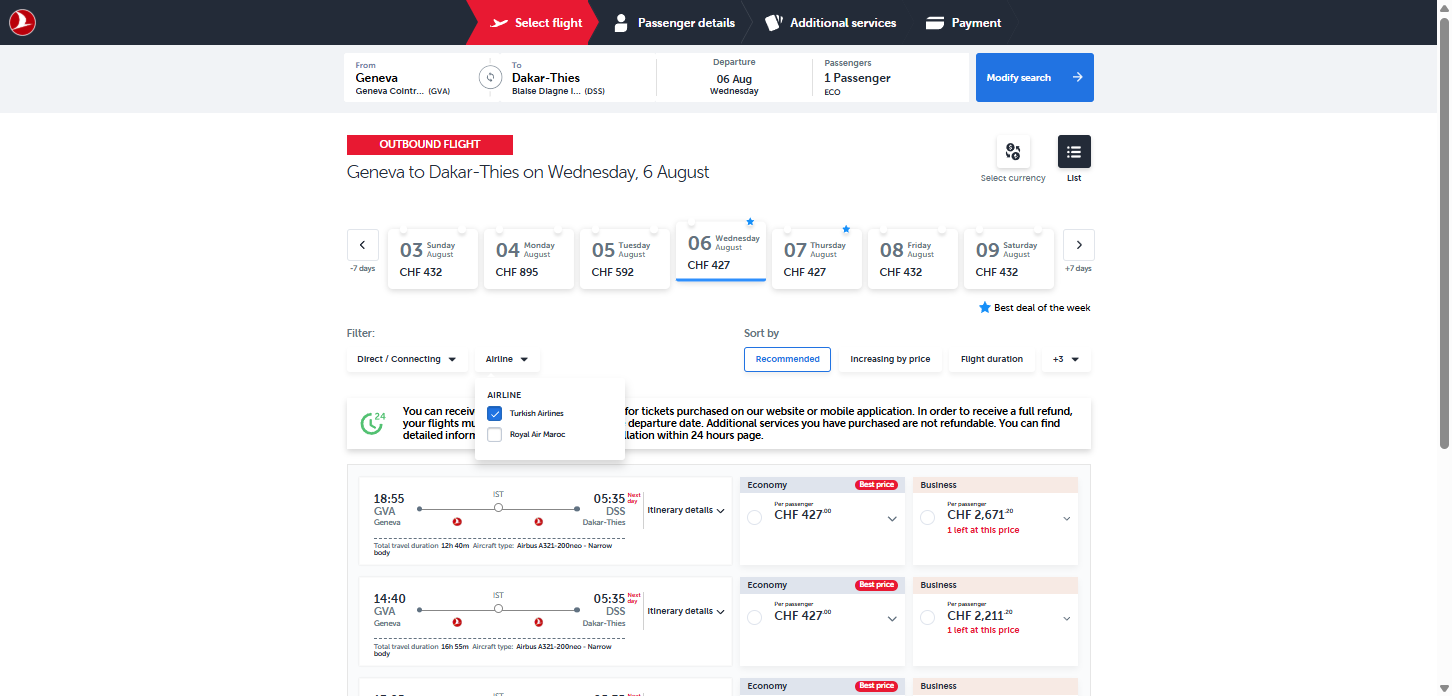 Select flight
Passenger details
Additional services
Payment
From
Geneva
Geneva Cointr... (GVA)
To
Dakar-Thies
Blaise Diagne I... (DSS)
Departure
06 Aug
Wednesday
Passengers
1 Passenger
ECO
Modify search
OUTBOUND FLIGHT
Geneva to Dakar-Thies on Wednesday, 6 August
Select currency
List
-7 days
03 Sunday August
CHF 432
04 Monday August
CHF 895
05 Tuesday August
CHF 592
06 Wednesday August
CHF 427
07 Thursday August
CHF 427
08 Friday August
CHF 432
09 Saturday August
CHF 432
+7 days
Best deal of the week
Filter:
Direct / Connecting
Airline
Sort by
Recommended
Increasing by price
Flight duration
+3
AIRLINE
Turkish Airlines
Royal Air Maroc
24
You can receiv for tickets purchased on our website or mobile application. In order to receive a full refund,
your flights mu departure date. Additional services you have purchased are not refundable. You can find
detailed inform llation within 24 hours page.
18:55
GVA
Geneva
IST
05:35 Next day
DSS
Dakar-Thies
Itinerary details
Total travel duration 12h 40m Aircraft type: Airbus A321-200neo - Narrow
body
Economy
Best price
Per passenger
CHF 427.00
Business
Per passenger
CHF 2,671.20
1 left at this price
14:40
GVA
Geneva
IST
05:35 Next day
DSS
Dakar-Thies
Itinerary details
Total travel duration 16h 55m Aircraft type: Airbus A321-200neo - Narrow
body
Economy
Best price
Per passenger
CHF 427.00
Business
Per passenger
CHF 2,211.20
1 left at this price
Economy
Best price
Business